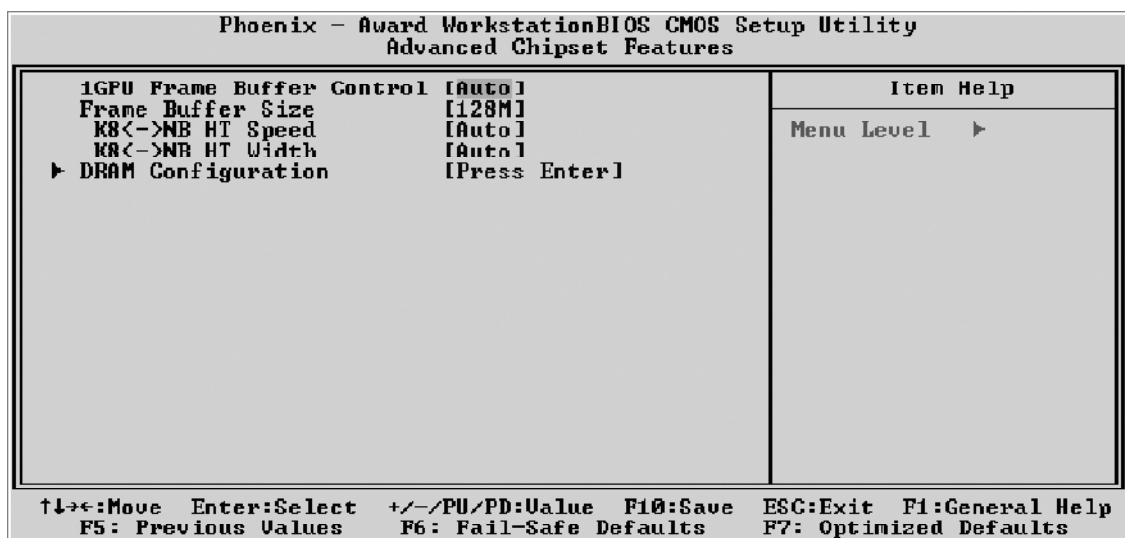 Phoenix - Award WorkstationBIOS CMOS Setup Utility
Advanced Chipset Features
1GPU Frame Buffer Control [Auto]
Frame Buffer Size [128M]
K8<->NB HT Speed [Auto]
K8<->NB HT Width [Auto]
► DRAM Configuration [Press Enter]
Item Help
Menu Level ►
↑↓→←:Move Enter:Select +/-/PU/PD:Value F10:Save ESC:Exit F1:General Help
F5: Previous Values F6: Fail-Safe Defaults F7: Optimized Defaults